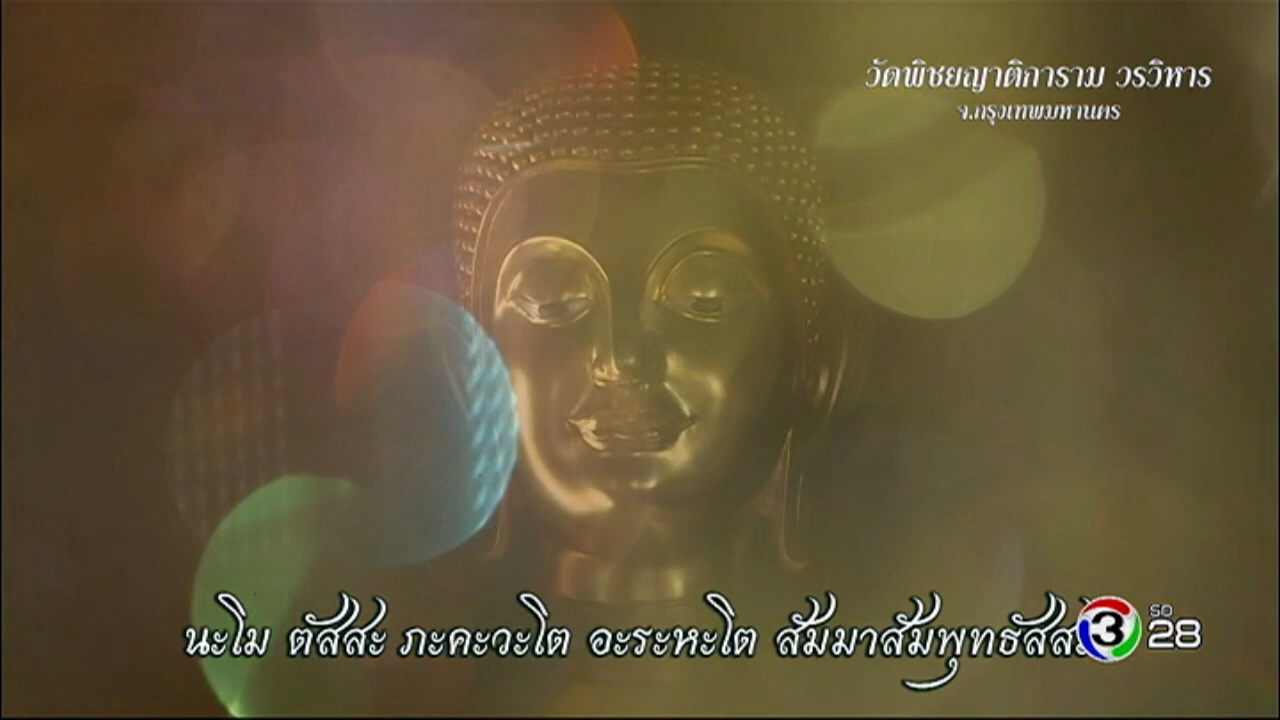 วัดพิชยญาติการาม วรวิหาร
จ.กรุงเทพมหานคร
นะโม ตัสสะ ภะคะวะโต อะระหะโต สัมมาสัมพุทธัสสะ
3 SD 28